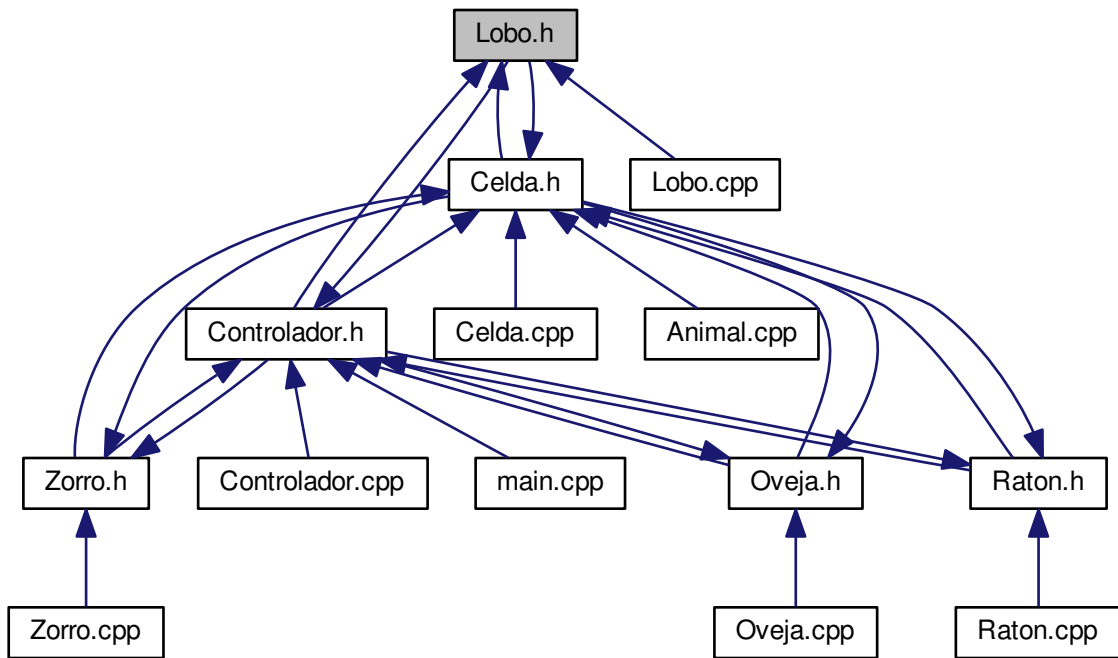 Lobo.h
Celda.h
Lobo.cpp
Controlador.h
Celda.cpp
Animal.cpp
Zorro.h
Controlador.cpp
main.cpp
Oveja.h
Raton.h
Zorro.cpp
Oveja.cpp
Raton.cpp